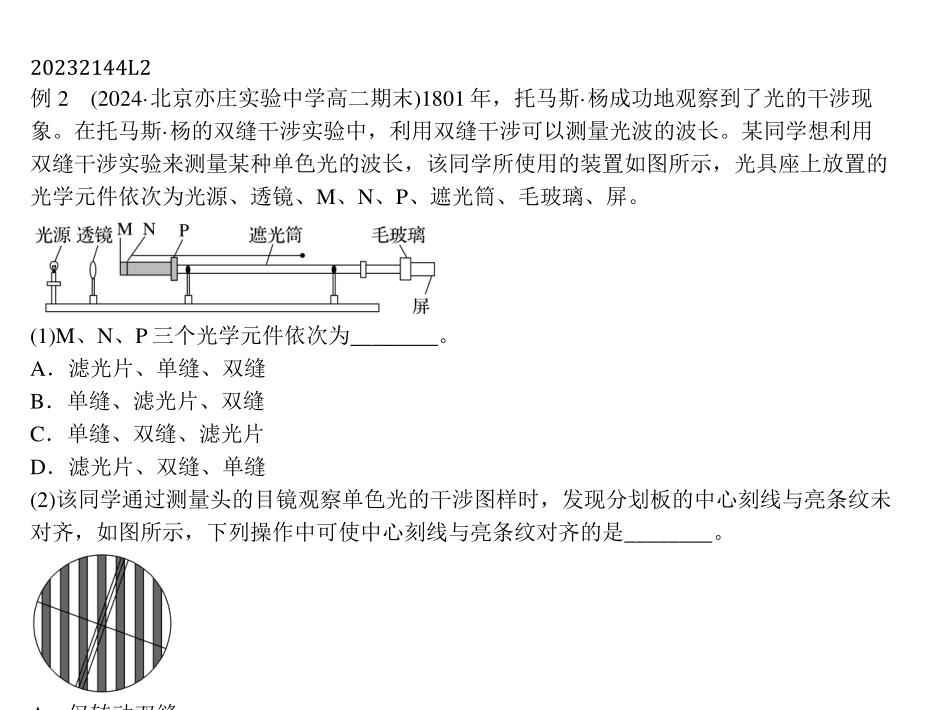 20232144L2
例 2 (2024·北京亦庄实验中学高二期末)1801 年，托马斯·杨成功地观察到了光的干涉现
象。在托马斯·杨的双缝干涉实验中，利用双缝干涉可以测量光波的波长。某同学想利用
双缝干涉实验来测量某种单色光的波长，该同学所使用的装置如图所示，光具座上放置的
光学元件依次为光源、透镜、M、N、P、遮光筒、毛玻璃、屏。
光源 透镜 M N P 遮光筒 毛玻璃
屏
(1)M、N、P 三个光学元件依次为________。
A．滤光片、单缝、双缝
B．单缝、滤光片、双缝
C．单缝、双缝、滤光片
D．滤光片、双缝、单缝
(2)该同学通过测量头的目镜观察单色光的干涉图样时，发现分划板的中心刻线与亮条纹未
对齐，如图所示，下列操作中可使中心刻线与亮条纹对齐的是________。
A．仅转动双缝